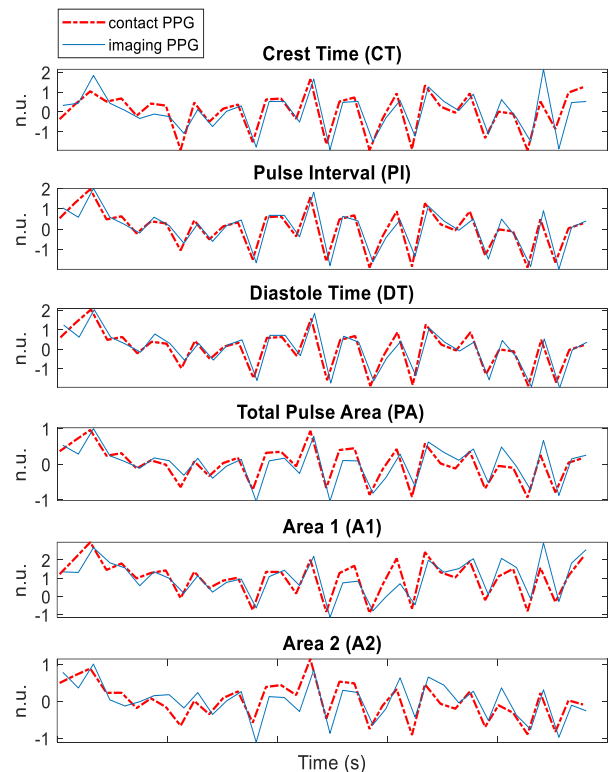 contact PPG
imaging PPG
Crest Time (CT)
2
1
0
-1
n.u.
Pulse Interval (PI)
2
1
0
-1
n.u.
Diastole Time (DT)
2
1
0
-1
n.u.
Total Pulse Area (PA)
1
0
-1
n.u.
Area 1 (A1)
2
1
0
-1
n.u.
Area 2 (A2)
1
0
-1
n.u.
Time (s)